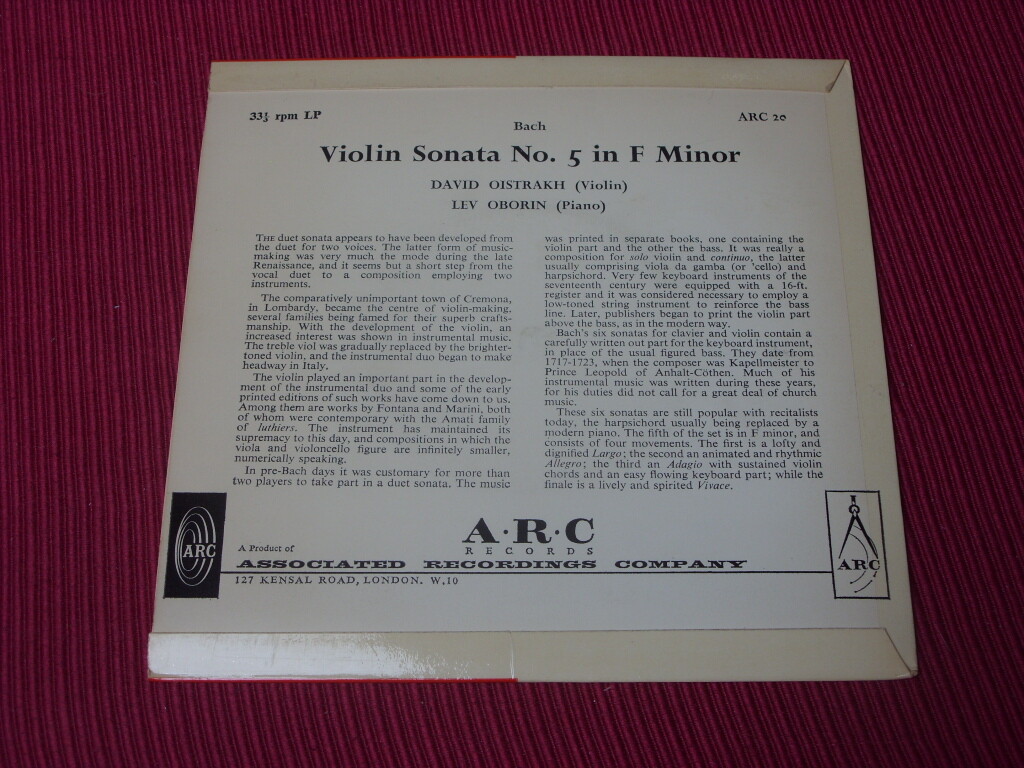 33⅓ rpm LP
ARC 20
Bach
Violin Sonata No. 5 in F Minor
DAVID OISTRAKH (Violin)
LEV OBORIN (Piano)
THE duet sonata appears to have been developed from
the duet for two voices. The latter form of music-
making was very much the mode during the late
Renaissance, and it seems but a short step from the
vocal duet to a composition employing two
instruments.
The comparatively unimportant town of Cremona,
in Lombardy, became the centre of violin-making,
several families being famed for their superb crafts-
manship. With the development of the violin, an
increased interest was shown in instrumental music.
The treble viol was gradually replaced by the brighter-
toned violin, and the instrumental duo began to make
headway in Italy.
The violin played an important part in the develop-
ment of the instrumental duo and some of the early
printed editions of such works have come down to us.
Among them are works by Fontana and Marini, both
of whom were contemporary with the Amati family
of luthiers. The instrument has maintained its
supremacy to this day, and compositions in which the
viola and violoncello figure are infinitely smaller,
numerically speaking.
In pre-Bach days it was customary for more than
two players to take part in a duet sonata. The music
was printed in separate books, one containing the
violin part and the other the bass. It was really a
composition for solo violin and continuo, the latter
usually comprising viola da gamba (or 'cello) and
harpsichord. Very few keyboard instruments of the
seventeenth century were equipped with a 16-ft.
register and it was considered necessary to employ a
low-toned string instrument to reinforce the bass
line. Later, publishers began to print the violin part
above the bass, as in the modern way.
Bach's six sonatas for clavier and violin contain a
carefully written out part for the keyboard instrument,
in place of the usual figured bass. They date from
1717-1723, when the composer was Kapellmeister to
Prince Leopold of Anhalt-Cöthen. Much of his
instrumental music was written during these years,
for his duties did not call for a great deal of church
music.
These six sonatas are still popular with recitalists
today, the harpsichord usually being replaced by a
modern piano. The fifth of the set is in F minor, and
consists of four movements. The first is a lofty and
dignified Largo; the second an animated and rhythmic
Allegro; the third an Adagio with sustained violin
chords and an easy flowing keyboard part; while the
finale is a lively and spirited Vivace.
ARC
A·R·C
RECORDS
A Product of
ASSOCIATED RECORDINGS COMPANY
127 KENSAL ROAD, LONDON. W.10
ARC